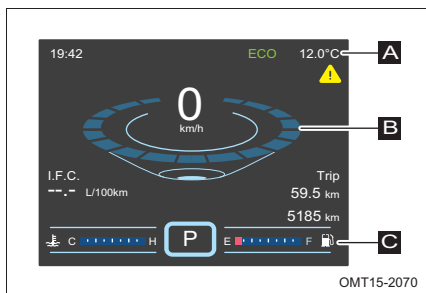 19:42 ECO 12.0°C A
0
km/h
B
I.F.C.
--.- L/100km
Trip
59.5 km
5185 km
C H P E F C
OMT15-2070